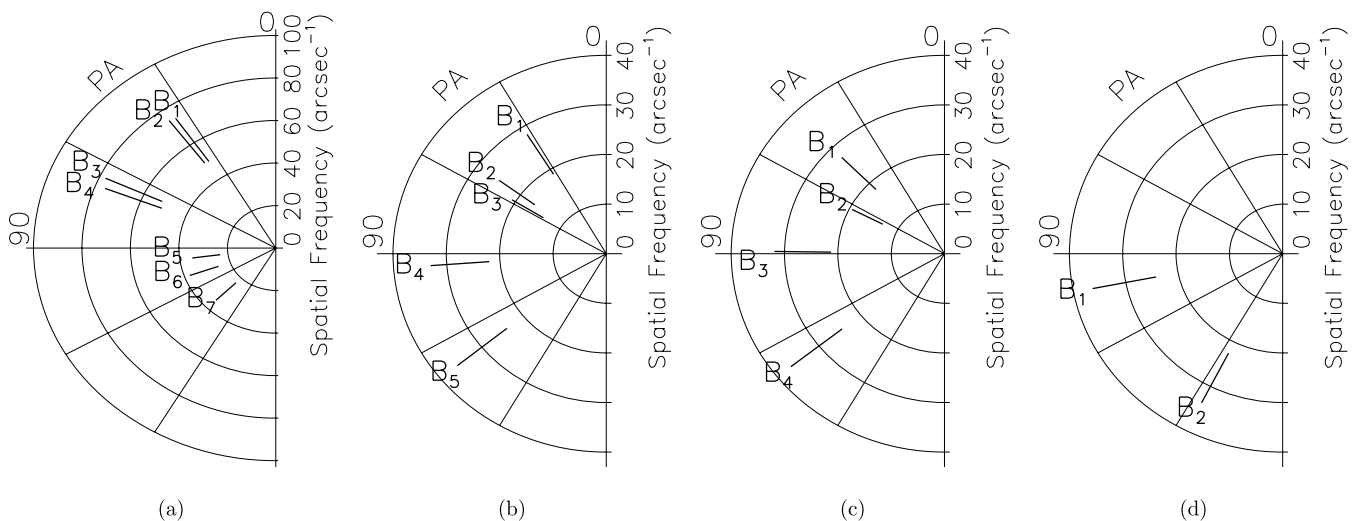 0
PA
90
B₁
B₂
B₃
B₄
B₅
B₆
B₇
0 20 40 60 80 100
Spatial Frequency (arcsec⁻¹)
(a)
0
PA
90
B₁
B₂
B₃
B₄
B₅
0 10 20 30 40
Spatial Frequency (arcsec⁻¹)
(b)
0
PA
90
B₁
B₂
B₃
B₄
0 10 20 30 40
Spatial Frequency (arcsec⁻¹)
(c)
0
PA
90
B₁
B₂
0 10 20 30 40
Spatial Frequency (arcsec⁻¹)
(d)